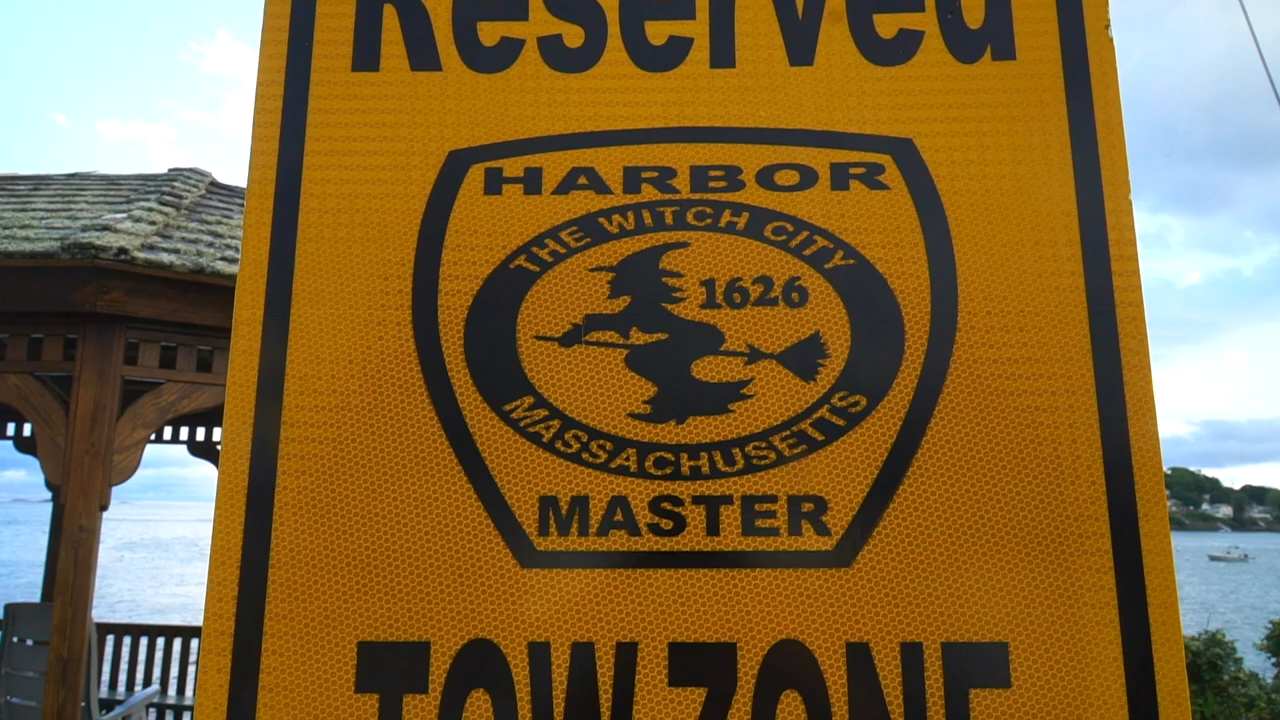 Reserved
HARBOR
THE WITCH CITY
1626
MASSACHUSETTS
MASTER
TOW ZONE